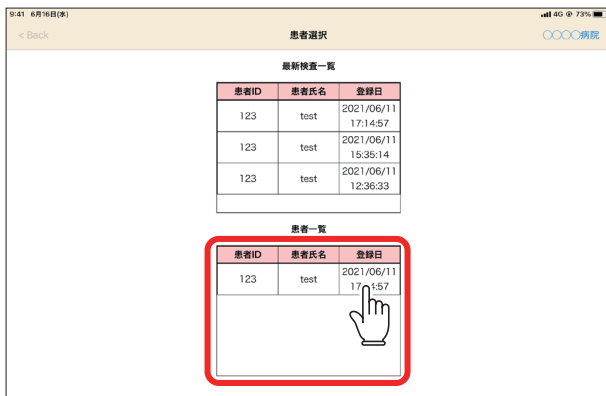 9:41 6月16日(水) 4G 73%
< Back 患者選択 〇〇〇〇病院
最新検査一覧
患者ID 患者氏名 登録日
123 test 2021/06/11
17:14:57
123 test 2021/06/11
15:35:14
123 test 2021/06/11
12:36:33
患者一覧
患者ID 患者氏名 登録日
123 test 2021/06/11